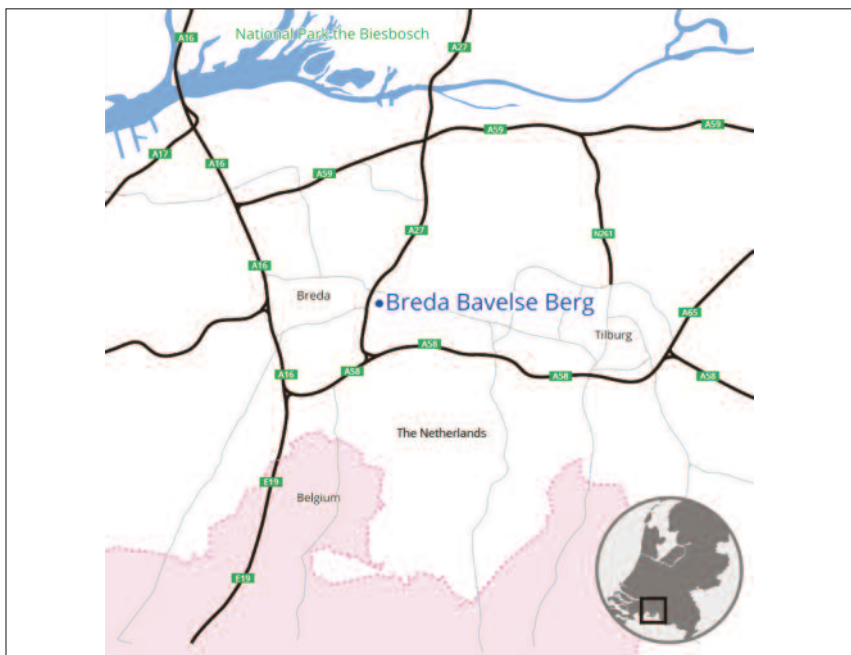 A16
National Park the Biesbosch
A27
A59
A59
A17
A16
A59
A27
N261
A16
Breda
Breda Bavelse Berg
A65
Tilburg
A58
A16
A58
A58
A58
The Netherlands
E19
Belgium
E19